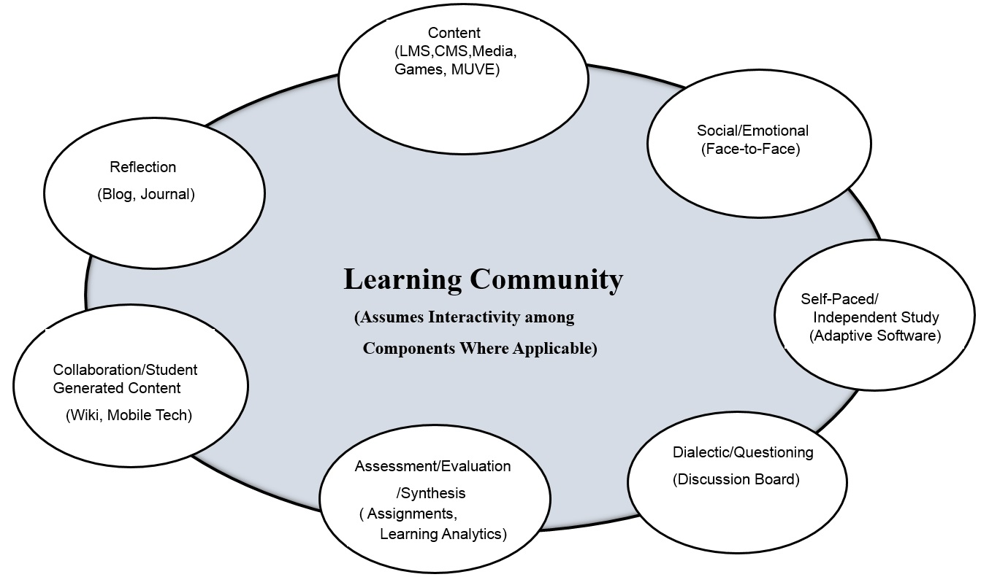 Content
(LMS,CMS,Media,
Games, MUVE)
Social/Emotional
(Face-to-Face)
Reflection
(Blog, Journal)
Learning Community
(Assumes Interactivity among
Components Where Applicable)
Self-Paced/
Independent Study
(Adaptive Software)
Collaboration/Student
Generated Content
(Wiki, Mobile Tech)
Assessment/Evaluation
/Synthesis
( Assignments,
Learning Analytics)
Dialectic/Questioning
(Discussion Board)